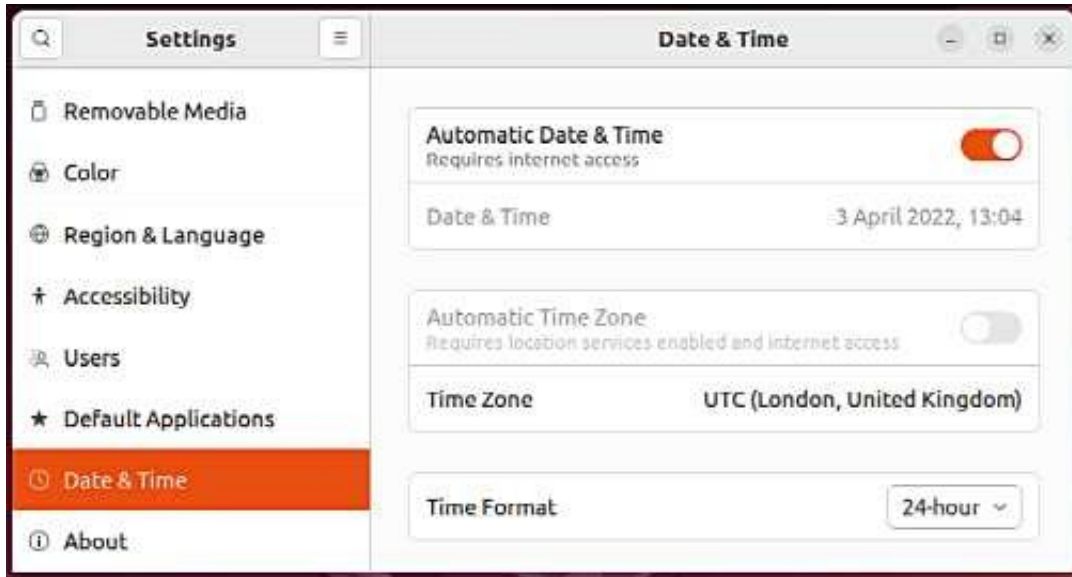 Settings
Date & Time
Removable Media
Color
Region & Language
Accessibility
Users
Default Applications
Date & Time
About
Automatic Date & Time
Requires internet access
Date & Time 3 April 2022, 13:04
Automatic Time Zone
Requires location services enabled and internet access
Time Zone UTC (London, United Kingdom)
Time Format 24-hour